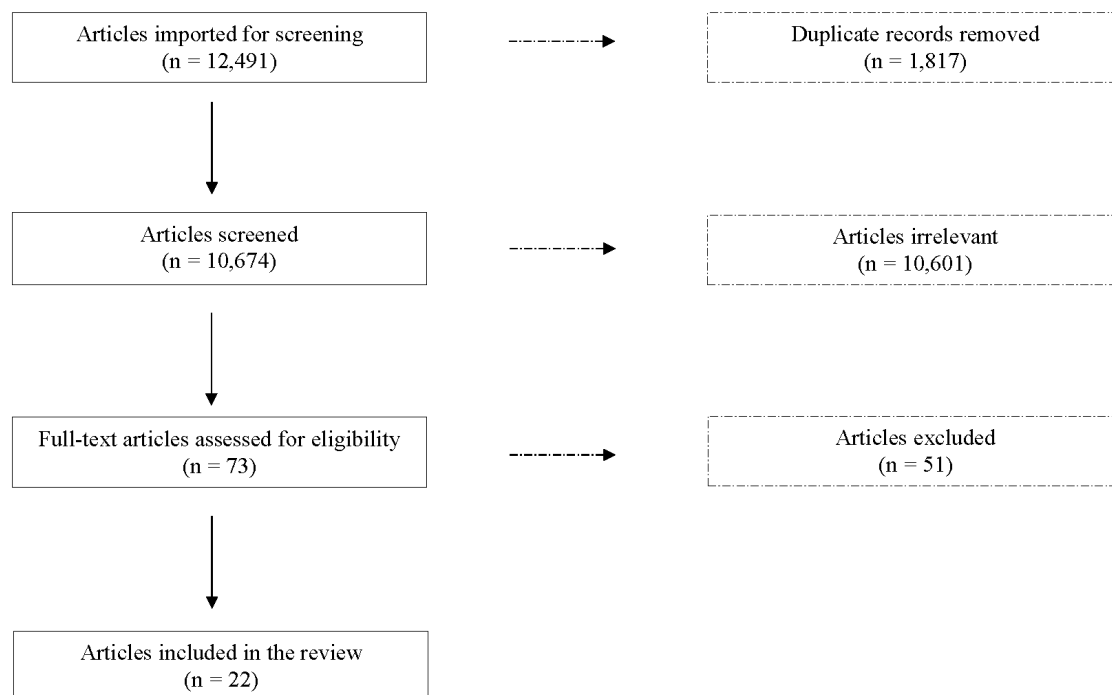 Articles imported for screening
(n = 12,491)
Duplicate records removed
(n = 1,817)
Articles screened
(n = 10,674)
Articles irrelevant
(n = 10,601)
Full-text articles assessed for eligibility
(n = 73)
Articles excluded
(n = 51)
Articles included in the review
(n = 22)